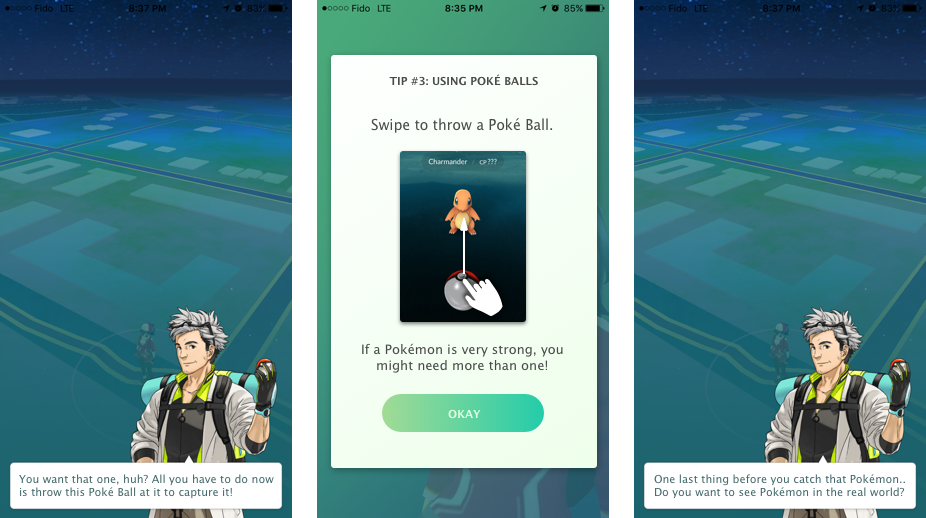 Fido LTE 8:37 PM 83%
You want that one, huh? All you have to do now
is throw this Poké Ball at it to capture it!
Fido LTE 8:35 PM 85%
TIP #3: USING POKÉ BALLS
Swipe to throw a Poké Ball.
Charmander / CP ???
If a Pokémon is very strong, you
might need more than one!
OKAY
Fido LTE 8:37 PM 83%
One last thing before you catch that Pokémon..
Do you want to see Pokémon in the real world?